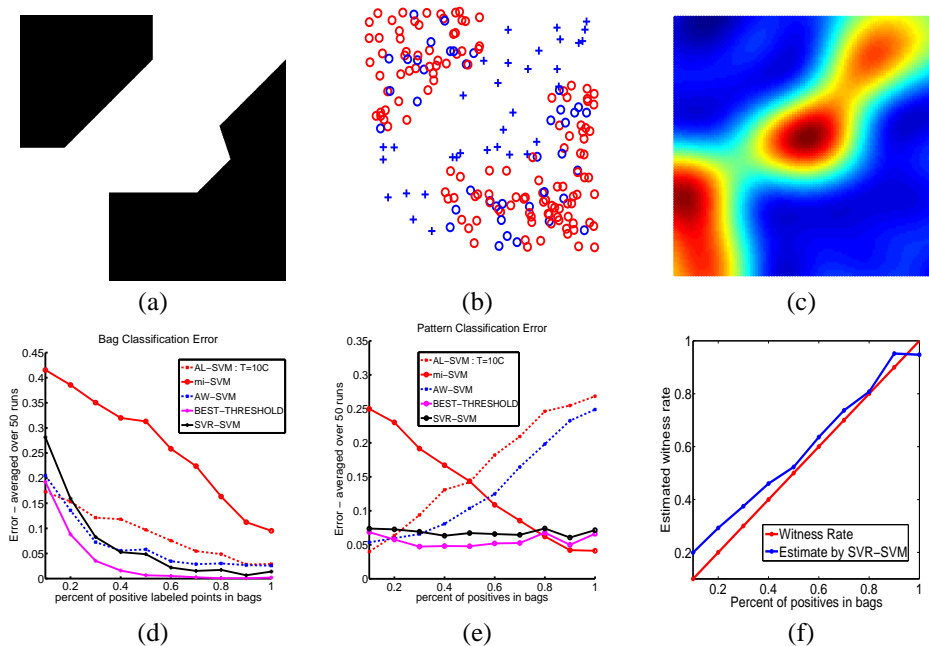 (a)
(b)
(c)
Bag Classification Error
0.45
0.4
0.35
0.3
0.25
0.2
0.15
0.1
0.05
0
Error − averaged over 50 runs
AL−SVM : T=10C
mi−SVM
AW−SVM
BEST−THRESHOLD
SVR−SVM
0.2
0.4
0.6
0.8
1
percent of positive labeled points in bags
(d)
Pattern Classification Error
0.35
0.3
0.25
0.2
0.15
0.1
0.05
0
Error − averaged over 50 runs
AL−SVM : T=10C
mi−SVM
AW−SVM
BEST−THRESHOLD
SVR−SVM
0.2
0.4
0.6
0.8
1
percent of positives in bags
(e)
1
0.8
0.6
0.4
0.2
Estimated witness rate
Witness Rate
Estimate by SVR−SVM
0.2
0.4
0.6
0.8
1
Percent of positives in bags
(f)